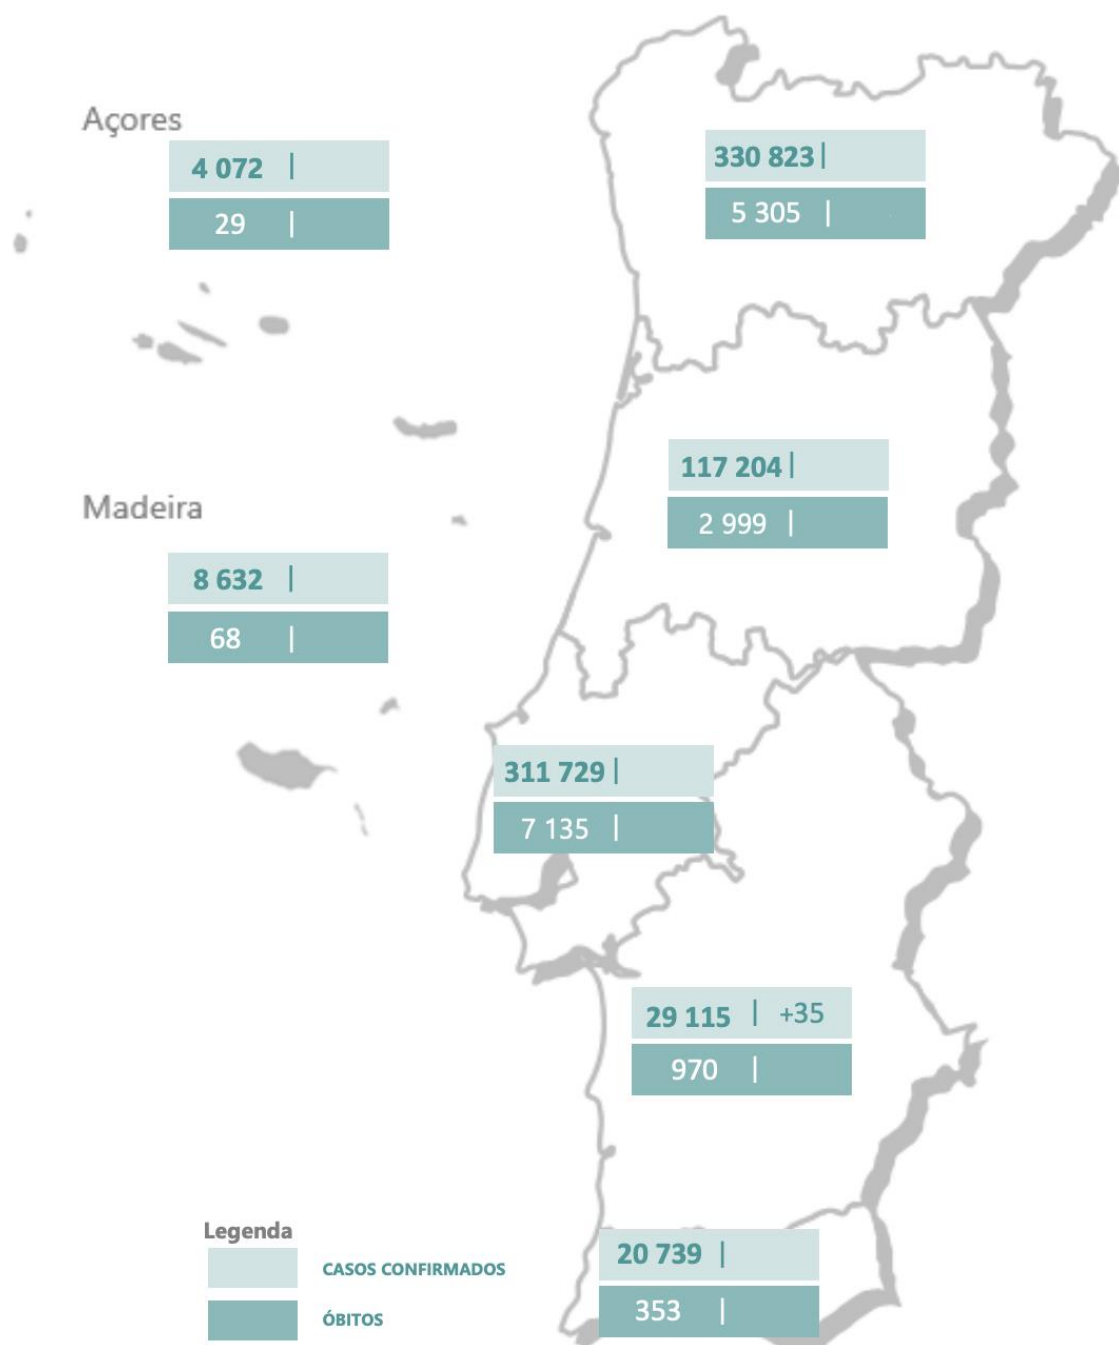 Açores
4 072 |
29 |
330 823 |
5 305 |
117 204 |
2 999 |
Madeira
8 632 |
68 |
311 729 |
7 135 |
29 115 | +35
970 |
20 739 |
353 |
Legenda
CASOS CONFIRMADOS
ÓBITOS